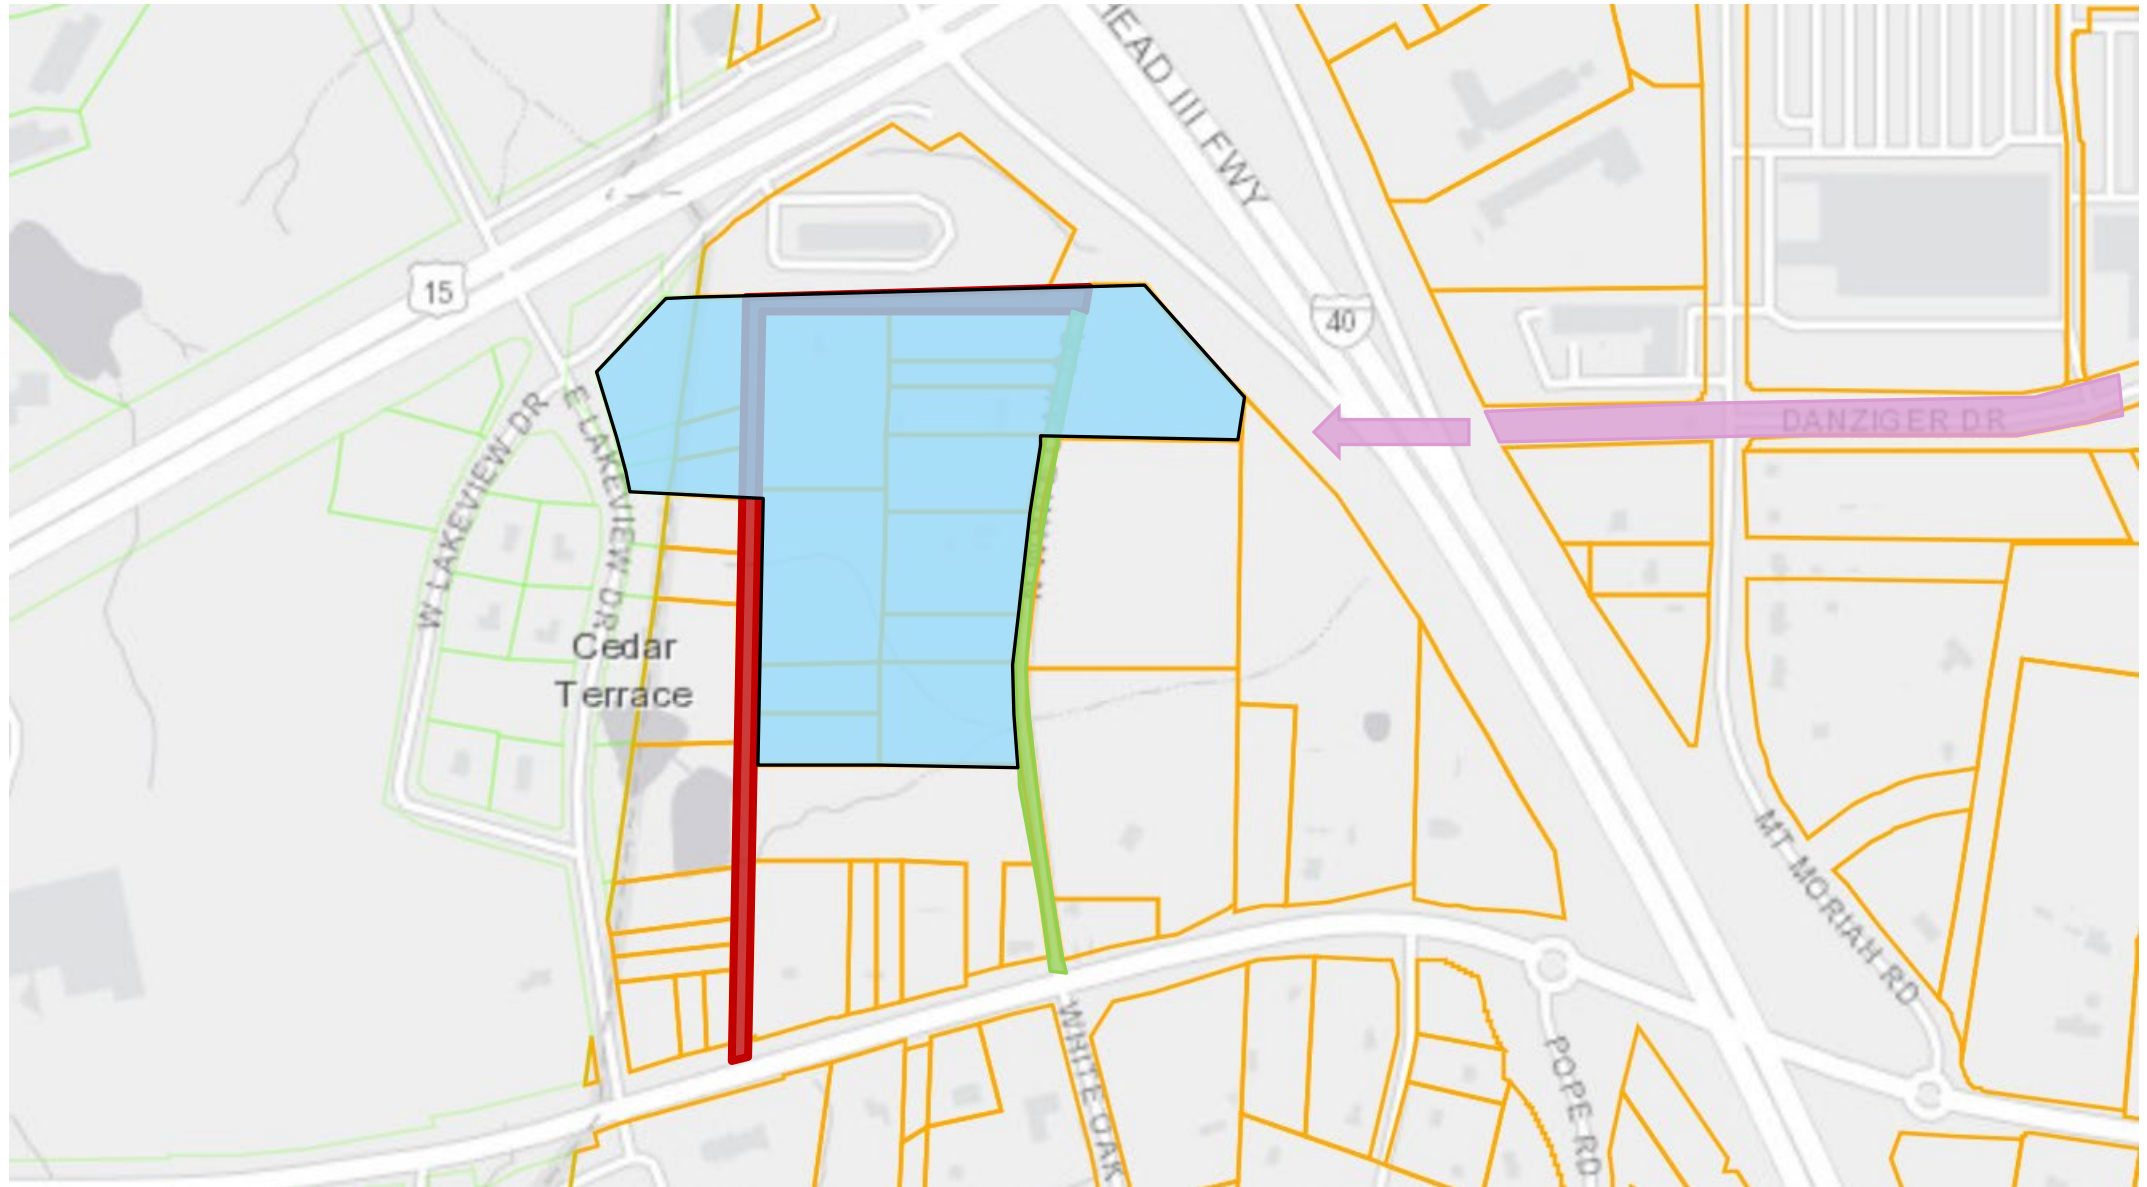 HEAD III FWY
15
40
DANZIGER DR
W LAKEVIEW DR
E LAKEVIEW DR
Cedar
Terrace
MT MORIAH RD
WHITE OAK
POPE RD